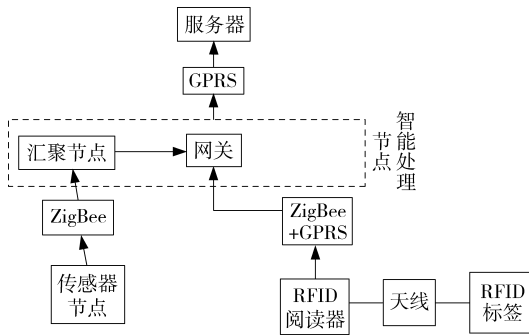 服务器
GPRS
汇聚节点
网关
智能处理
节点
ZigBee
ZigBee
+GPRS
传感器
节点
RFID
阅读器
天线
RFID
标签